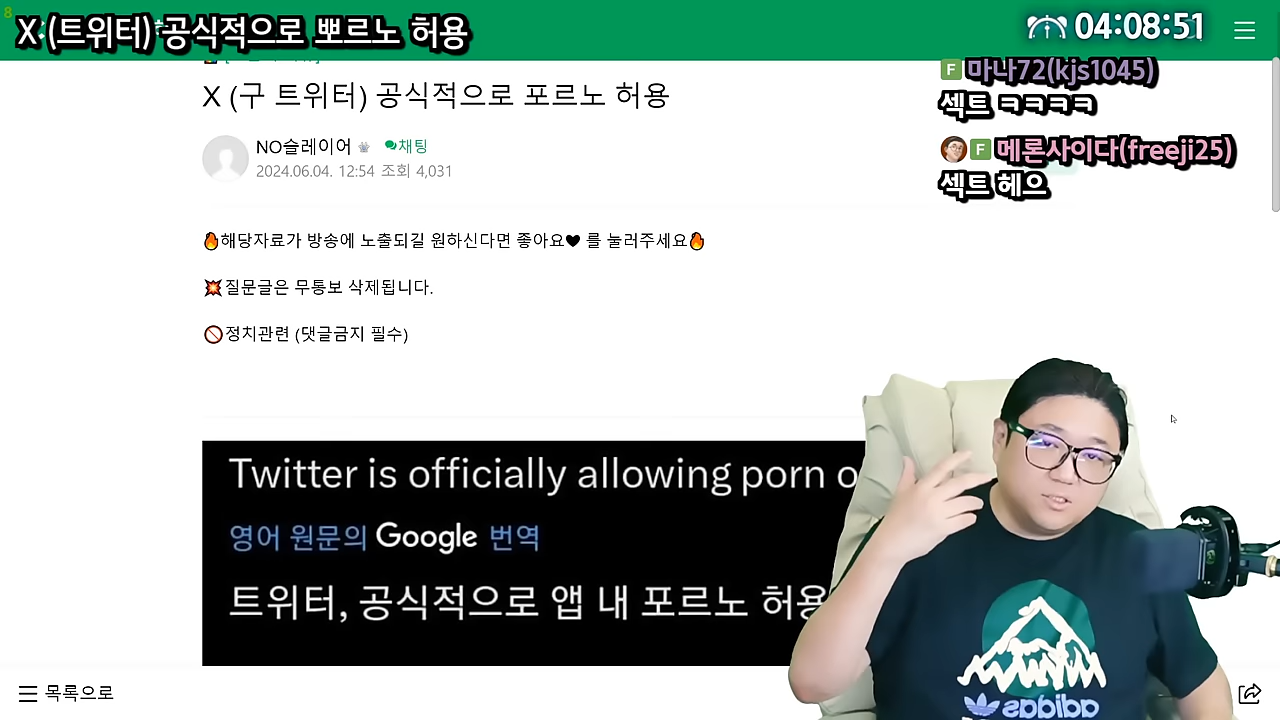 8
X (트위터) 공식적으로 뽀르노 허용
04:08:51
X (구 트위터) 공식적으로 포르노 허용
NO슬레이어 채팅
2024.06.04. 12:54 조회 4,031
F 마나72(kjs1045)
섹트 ㅋㅋㅋㅋ
F 메론사이다(freeji25)
섹트 헤으
🔥해당자료가 방송에 노출되길 원하신다면 좋아요🖤 를 눌러주세요🔥
💥질문글은 무통보 삭제됩니다.
🚫정치관련 (댓글금지 필수)
Twitter is officially allowing porn o
영어 원문의 Google 번역
트위터, 공식적으로 앱 내 포르노 허용
adidas
목록으로